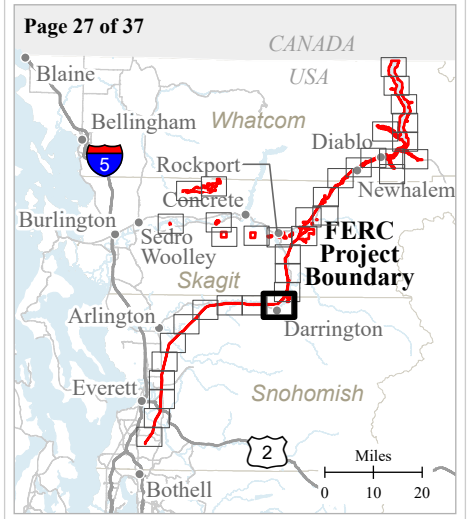 Page 27 of 37
CANADA
USA
Blaine
Bellingham
Whatcom
5
Diablo
Rockport
Newhalem
Concrete
Burlington
Sedro
Woolley
FERC
Project
Boundary
Skagit
Arlington
Darrington
Everett
Snohomish
2
Miles
Bothell
0 10 20